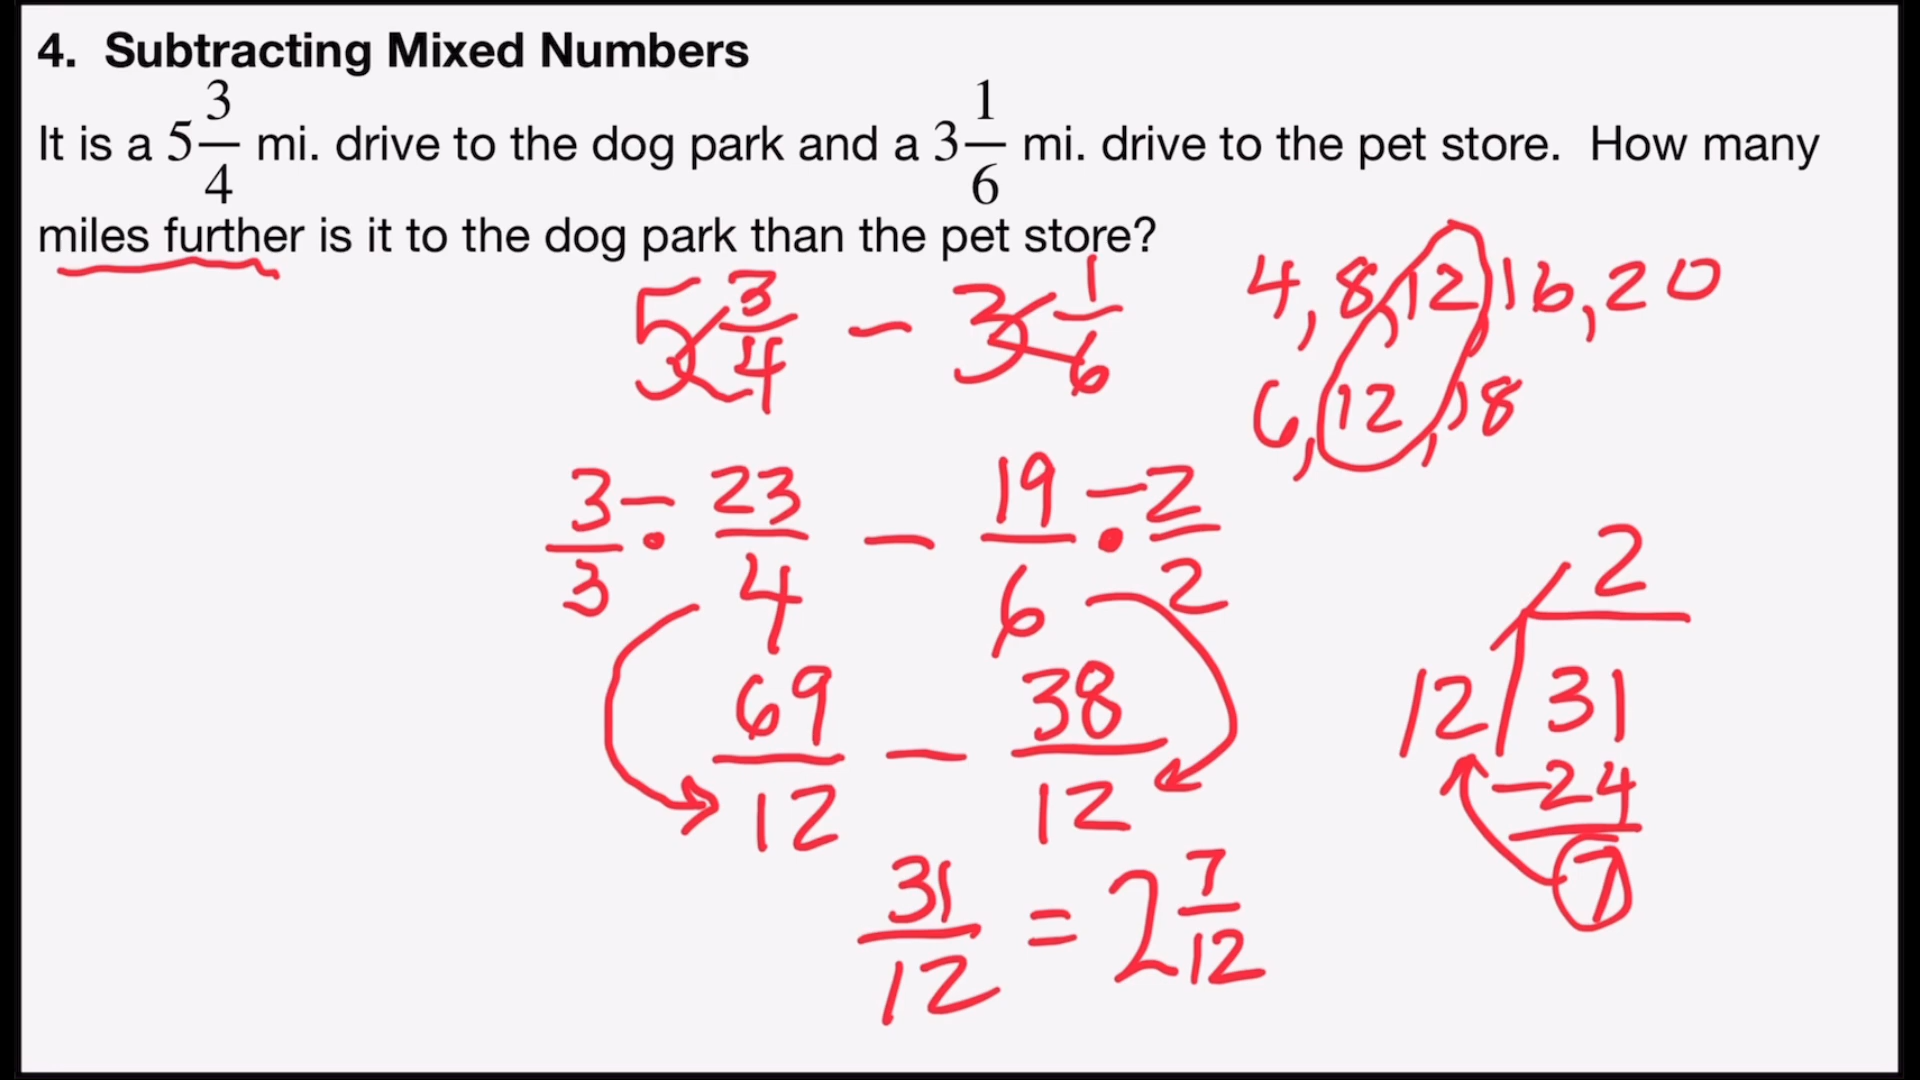 4. Subtracting Mixed Numbers
It is a 5 3/4 mi. drive to the dog park and a 3 1/6 mi. drive to the pet store. How many
miles further is it to the dog park than the pet store?
5 3/4 − 3 1/6
4, 8, 12, 16, 20
6, 12, 18
3/3 · 23/4 − 19/6 · 2/2
69/12 − 38/12
31/12 = 2 7/12
2
12 31
−24
7